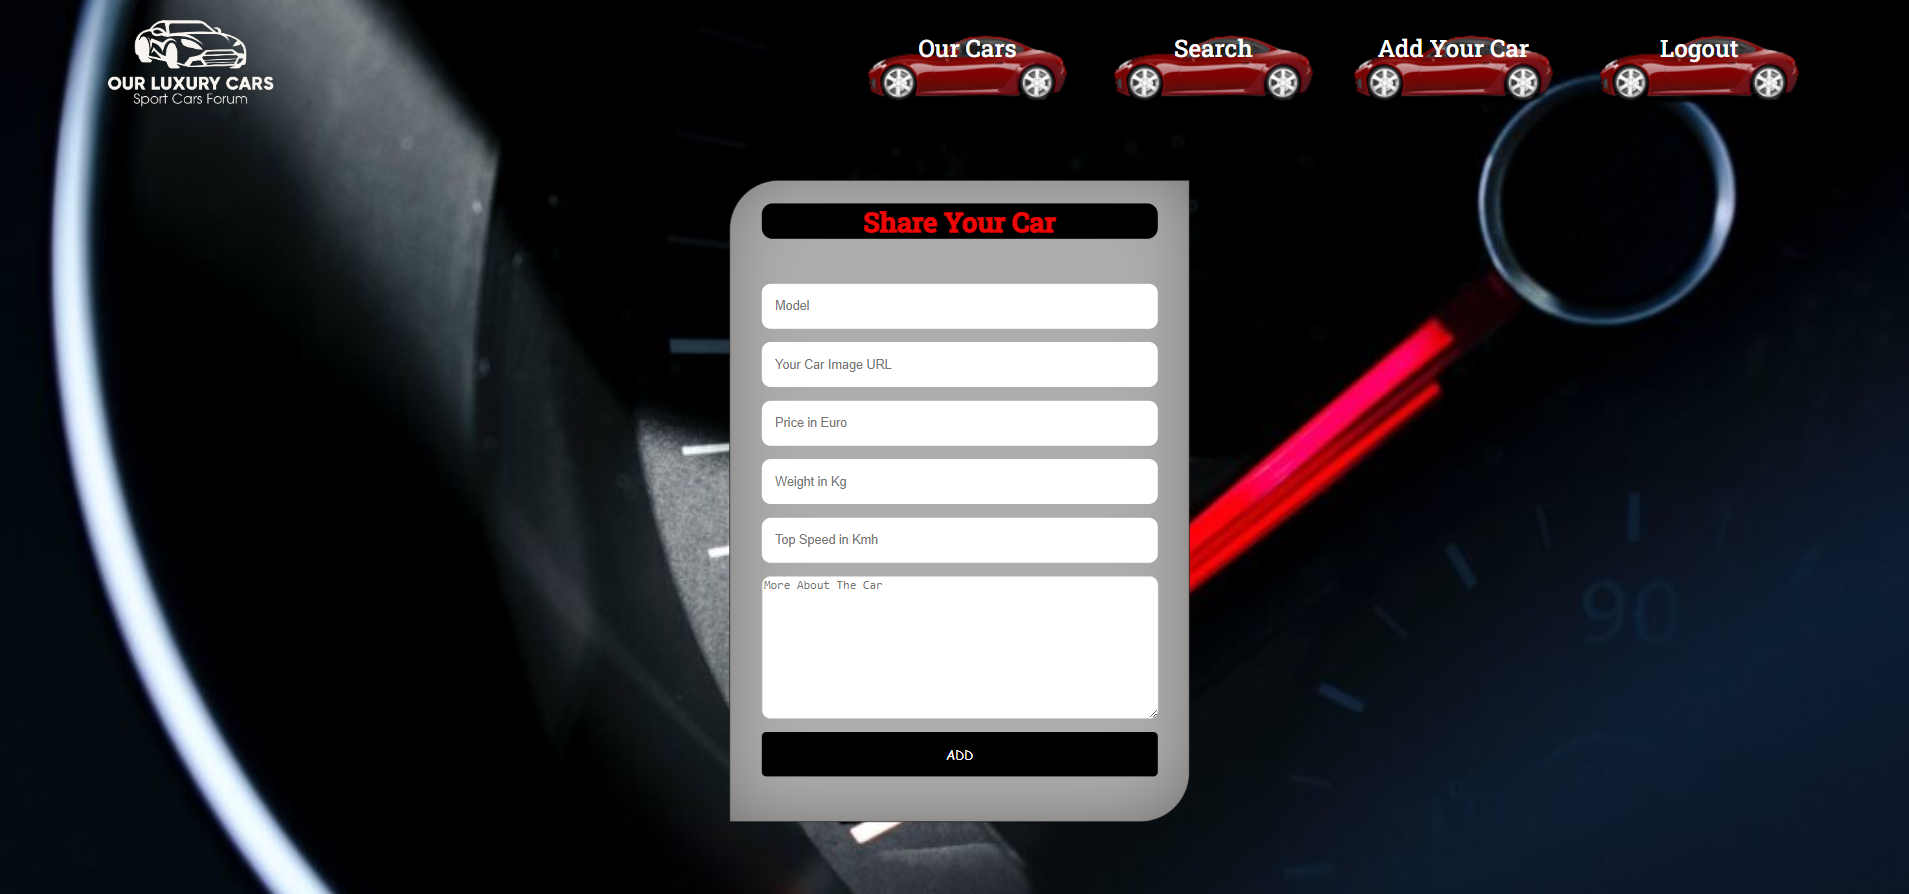 OUR LUXURY CARS
Sport Cars Forum
Our Cars
Search
Add Your Car
Logout
Share Your Car
Model
Your Car Image URL
Price in Euro
Weight in Kg
Top Speed in Kmh
More About The Car
ADD
90